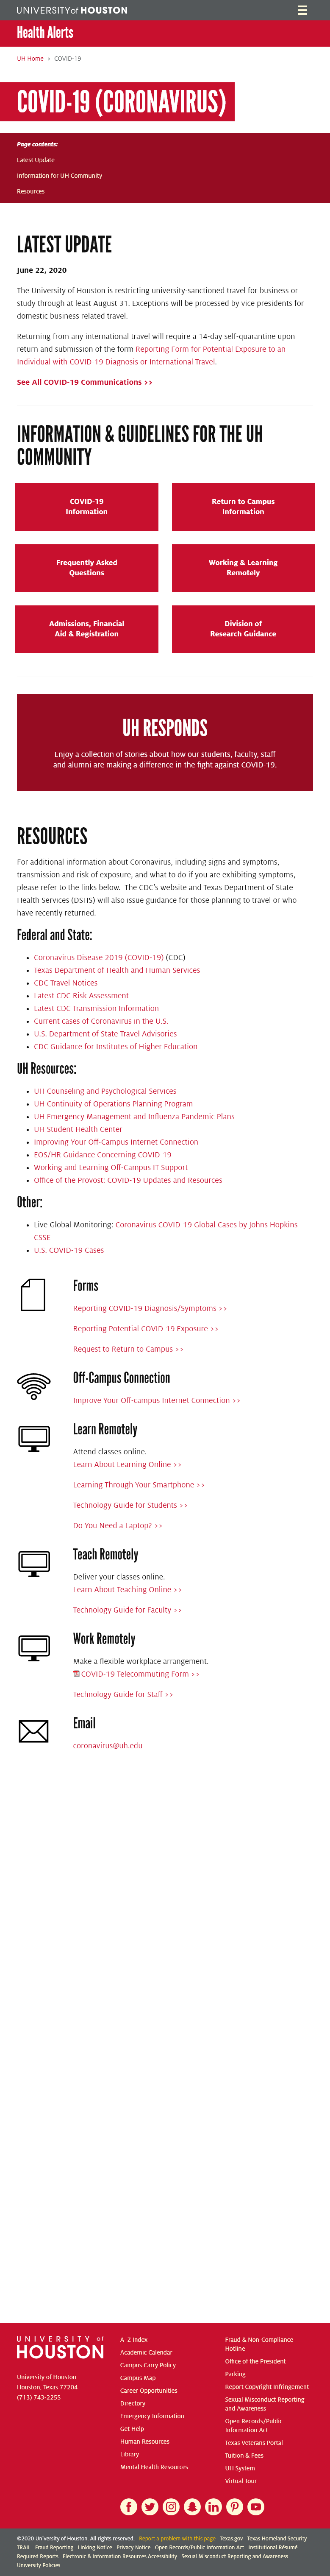 UNIVERSITY of HOUSTON
Health Alerts
UH Home > COVID-19
COVID-19 (CORONAVIRUS)
Page contents:
Latest Update
Information for UH Community
Resources
LATEST UPDATE
June 22, 2020
The University of Houston is restricting university-sanctioned travel for business or
study through at least August 31. Exceptions will be processed by vice presidents for
domestic business related travel.
Returning from any international travel will require a 14-day self-quarantine upon
return and submission of the form Reporting Form for Potential Exposure to an
Individual with COVID-19 Diagnosis or International Travel.
See All COVID-19 Communications >>
INFORMATION & GUIDELINES FOR THE UH
COMMUNITY
COVID-19
Information
Return to Campus
Information
Frequently Asked
Questions
Working & Learning
Remotely
Admissions, Financial
Aid & Registration
Division of
Research Guidance
UH RESPONDS
Enjoy a collection of stories about how our students, faculty, staff
and alumni are making a difference in the fight against COVID-19.
RESOURCES
For additional information about Coronavirus, including signs and symptoms,
transmission and risk of exposure, and what to do if you are exhibiting symptoms,
please refer to the links below. The CDC's website and Texas Department of State
Health Services (DSHS) will also issue guidance for those planning to travel or who
have recently returned.
Federal and State:
• Coronavirus Disease 2019 (COVID-19) (CDC)
• Texas Department of Health and Human Services
• CDC Travel Notices
• Latest CDC Risk Assessment
• Latest CDC Transmission Information
• Current cases of Coronavirus in the U.S.
• U.S. Department of State Travel Advisories
• CDC Guidance for Institutes of Higher Education
UH Resources:
• UH Counseling and Psychological Services
• UH Continuity of Operations Planning Program
• UH Emergency Management and Influenza Pandemic Plans
• UH Student Health Center
• Improving Your Off-Campus Internet Connection
• EOS/HR Guidance Concerning COVID-19
• Working and Learning Off-Campus IT Support
• Office of the Provost: COVID-19 Updates and Resources
Other:
• Live Global Monitoring: Coronavirus COVID-19 Global Cases by Johns Hopkins
CSSE
• U.S. COVID-19 Cases
Forms
Reporting COVID-19 Diagnosis/Symptoms >>
Reporting Potential COVID-19 Exposure >>
Request to Return to Campus >>
Off-Campus Connection
Improve Your Off-campus Internet Connection >>
Learn Remotely
Attend classes online.
Learn About Learning Online >>
Learning Through Your Smartphone >>
Technology Guide for Students >>
Do You Need a Laptop? >>
Teach Remotely
Deliver your classes online.
Learn About Teaching Online >>
Technology Guide for Faculty >>
Work Remotely
Make a flexible workplace arrangement.
COVID-19 Telecommuting Form >>
Technology Guide for Staff >>
Email
coronavirus@uh.edu
UNIVERSITY of
HOUSTON
University of Houston
Houston, Texas 77204
(713) 743-2255
A-Z Index
Academic Calendar
Campus Carry Policy
Campus Map
Career Opportunities
Directory
Emergency Information
Get Help
Human Resources
Library
Mental Health Resources
Fraud & Non-Compliance
Hotline
Office of the President
Parking
Report Copyright Infringement
Sexual Misconduct Reporting
and Awareness
Open Records/Public
Information Act
Texas Veterans Portal
Tuition & Fees
UH System
Virtual Tour
©2020 University of Houston. All rights reserved. Report a problem with this page Texas.gov Texas Homeland Security
TRAIL Fraud Reporting Linking Notice Privacy Notice Open Records/Public Information Act Institutional Résumé
Required Reports Electronic & Information Resources Accessibility Sexual Misconduct Reporting and Awareness
University Policies